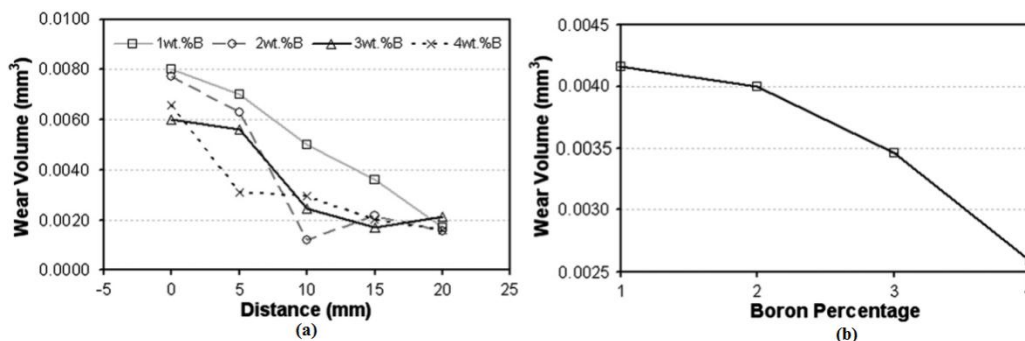 0.0100
0.0080
0.0060
0.0040
0.0020
0.0000
Wear Volume (mm³)
1wt.%B 2wt.%B 3wt.%B 4wt.%B
-5 0 5 10 15 20 25
Distance (mm)
(a)
0.0045
0.0040
0.0035
0.0030
0.0025
Wear Volume (mm³)
1 2 3
Boron Percentage
(b)